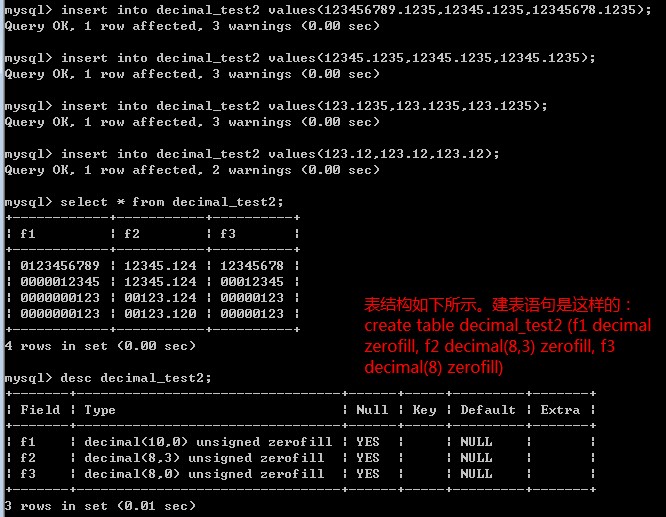 mysql> insert into decimal_test2 values(123456789.1235,12345.1235,12345678.1235);
Query OK, 1 row affected, 3 warnings (0.00 sec)
mysql> insert into decimal_test2 values(12345.1235,12345.1235,12345.1235);
Query OK, 1 row affected, 3 warnings (0.00 sec)
mysql> insert into decimal_test2 values(123.1235,123.1235,123.1235);
Query OK, 1 row affected, 3 warnings (0.00 sec)
mysql> insert into decimal_test2 values(123.12,123.12,123.12);
Query OK, 1 row affected, 2 warnings (0.00 sec)
mysql> select * from decimal_test2;
+------------+-----------+----------+
| f1         | f2        | f3       |
+------------+-----------+----------+
| 0123456789 | 12345.124 | 12345678 |
| 0000012345 | 12345.124 | 00012345 |
| 0000000123 | 00123.124 | 00000123 |
| 0000000123 | 00123.120 | 00000123 |
+------------+-----------+----------+
4 rows in set (0.00 sec)
表结构如下所示。建表语句是这样的：
create table decimal_test2 (f1 decimal
zerofill, f2 decimal(8,3) zerofill, f3
decimal(8) zerofill)
mysql> desc decimal_test2;
+-------+---------------------------------+------+-----+---------+-------+
| Field | Type                            | Null | Key | Default | Extra |
+-------+---------------------------------+------+-----+---------+-------+
| f1    | decimal(10,0) unsigned zerofill | YES  |     | NULL    |       |
| f2    | decimal(8,3) unsigned zerofill  | YES  |     | NULL    |       |
| f3    | decimal(8,0) unsigned zerofill  | YES  |     | NULL    |       |
+-------+---------------------------------+------+-----+---------+-------+
3 rows in set (0.01 sec)